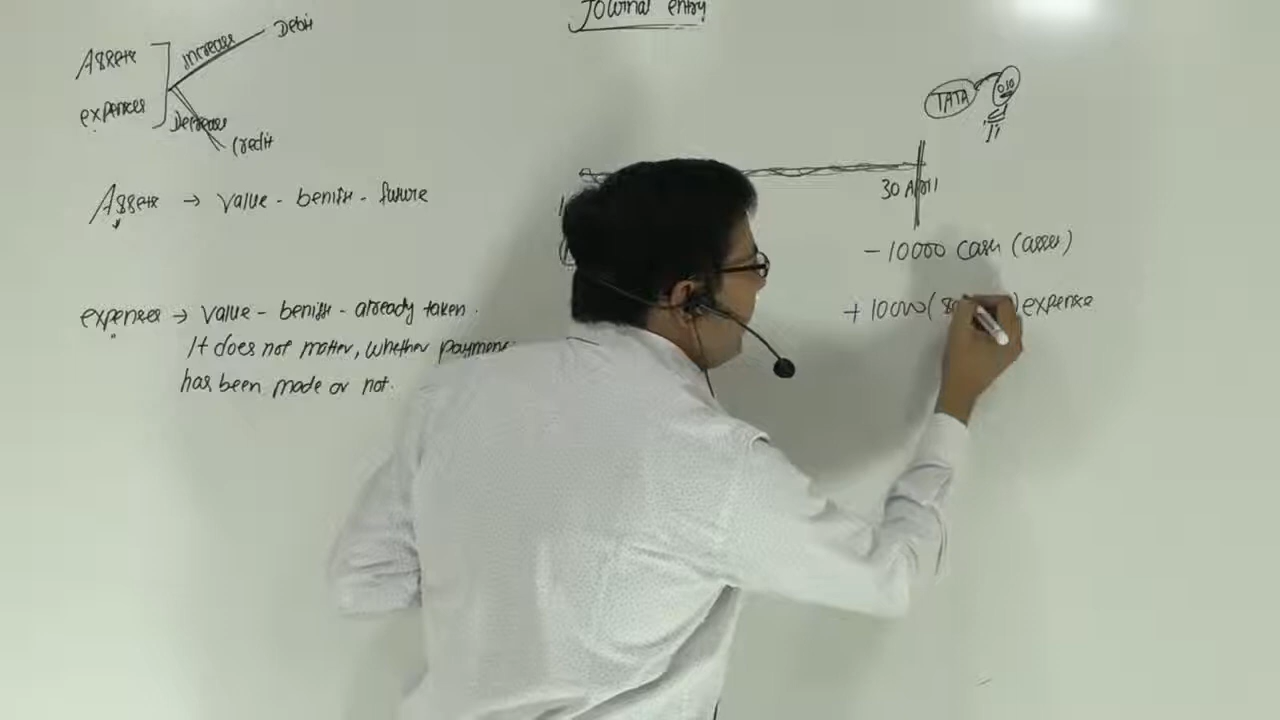 Journal entry
Assets
expenses
increase
Debit
Decrease
Credit
TATA
Assets → value - benifit - future
30 April
- 10000 cash (asset)
+ 10000 ( ) expense
expenses → value - benifit - already taken.
It does not matter, whether payment
has been made or not.